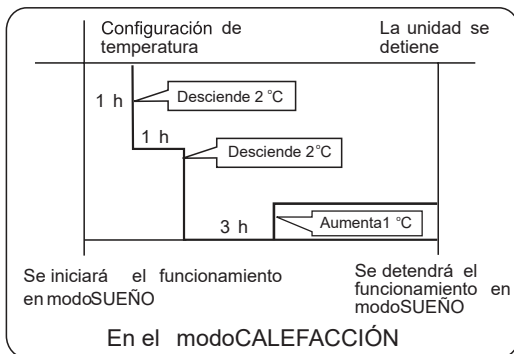 Configuración de
temperatura
La unidad se
detiene
1 h
Desciende 2 °C
1 h
Desciende 2°C
3 h
Aumenta1 °C
Se iniciará el funcionamiento
en modoSUEÑO
Se detendrá el
funcionamiento en
modoSUEÑO
En el modoCALEFACCIÓN